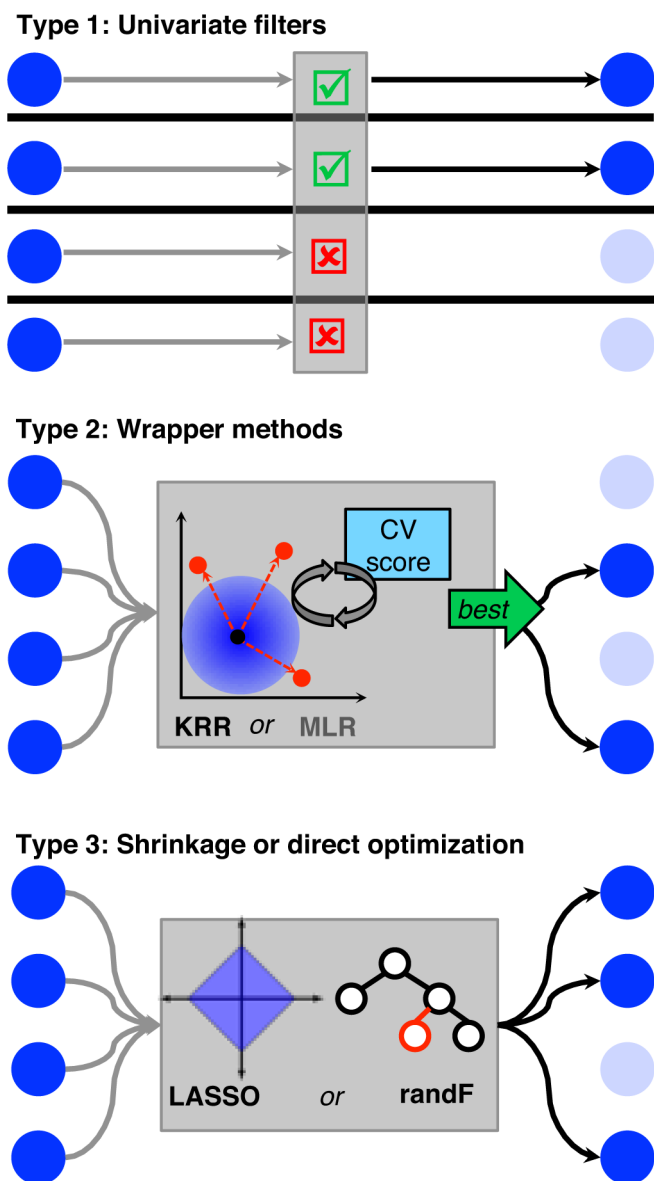 Type 1: Univariate filters
Type 2: Wrapper methods
CV
score
best
KRR or MLR
Type 3: Shrinkage or direct optimization
LASSO or randF